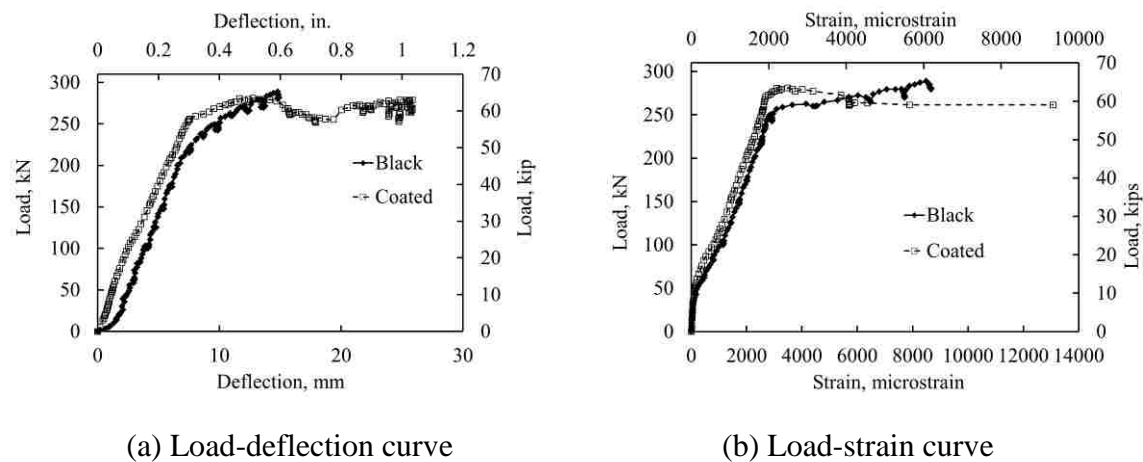 Deflection, in.
0 0.2 0.4 0.6 0.8 1 1.2
300
250
200
150
100
50
0
Load, kN
70
60
50
40
30
20
10
0
Load, kip
Black
Coated
0 10 20 30
Deflection, mm
(a) Load-deflection curve
Strain, microstrain
0 2000 4000 6000 8000 10000
300
250
200
150
100
50
0
Load, kN
70
60
50
40
30
20
10
0
Load, kips
Black
Coated
0 2000 4000 6000 8000 10000 12000 14000
Strain, microstrain
(b) Load-strain curve